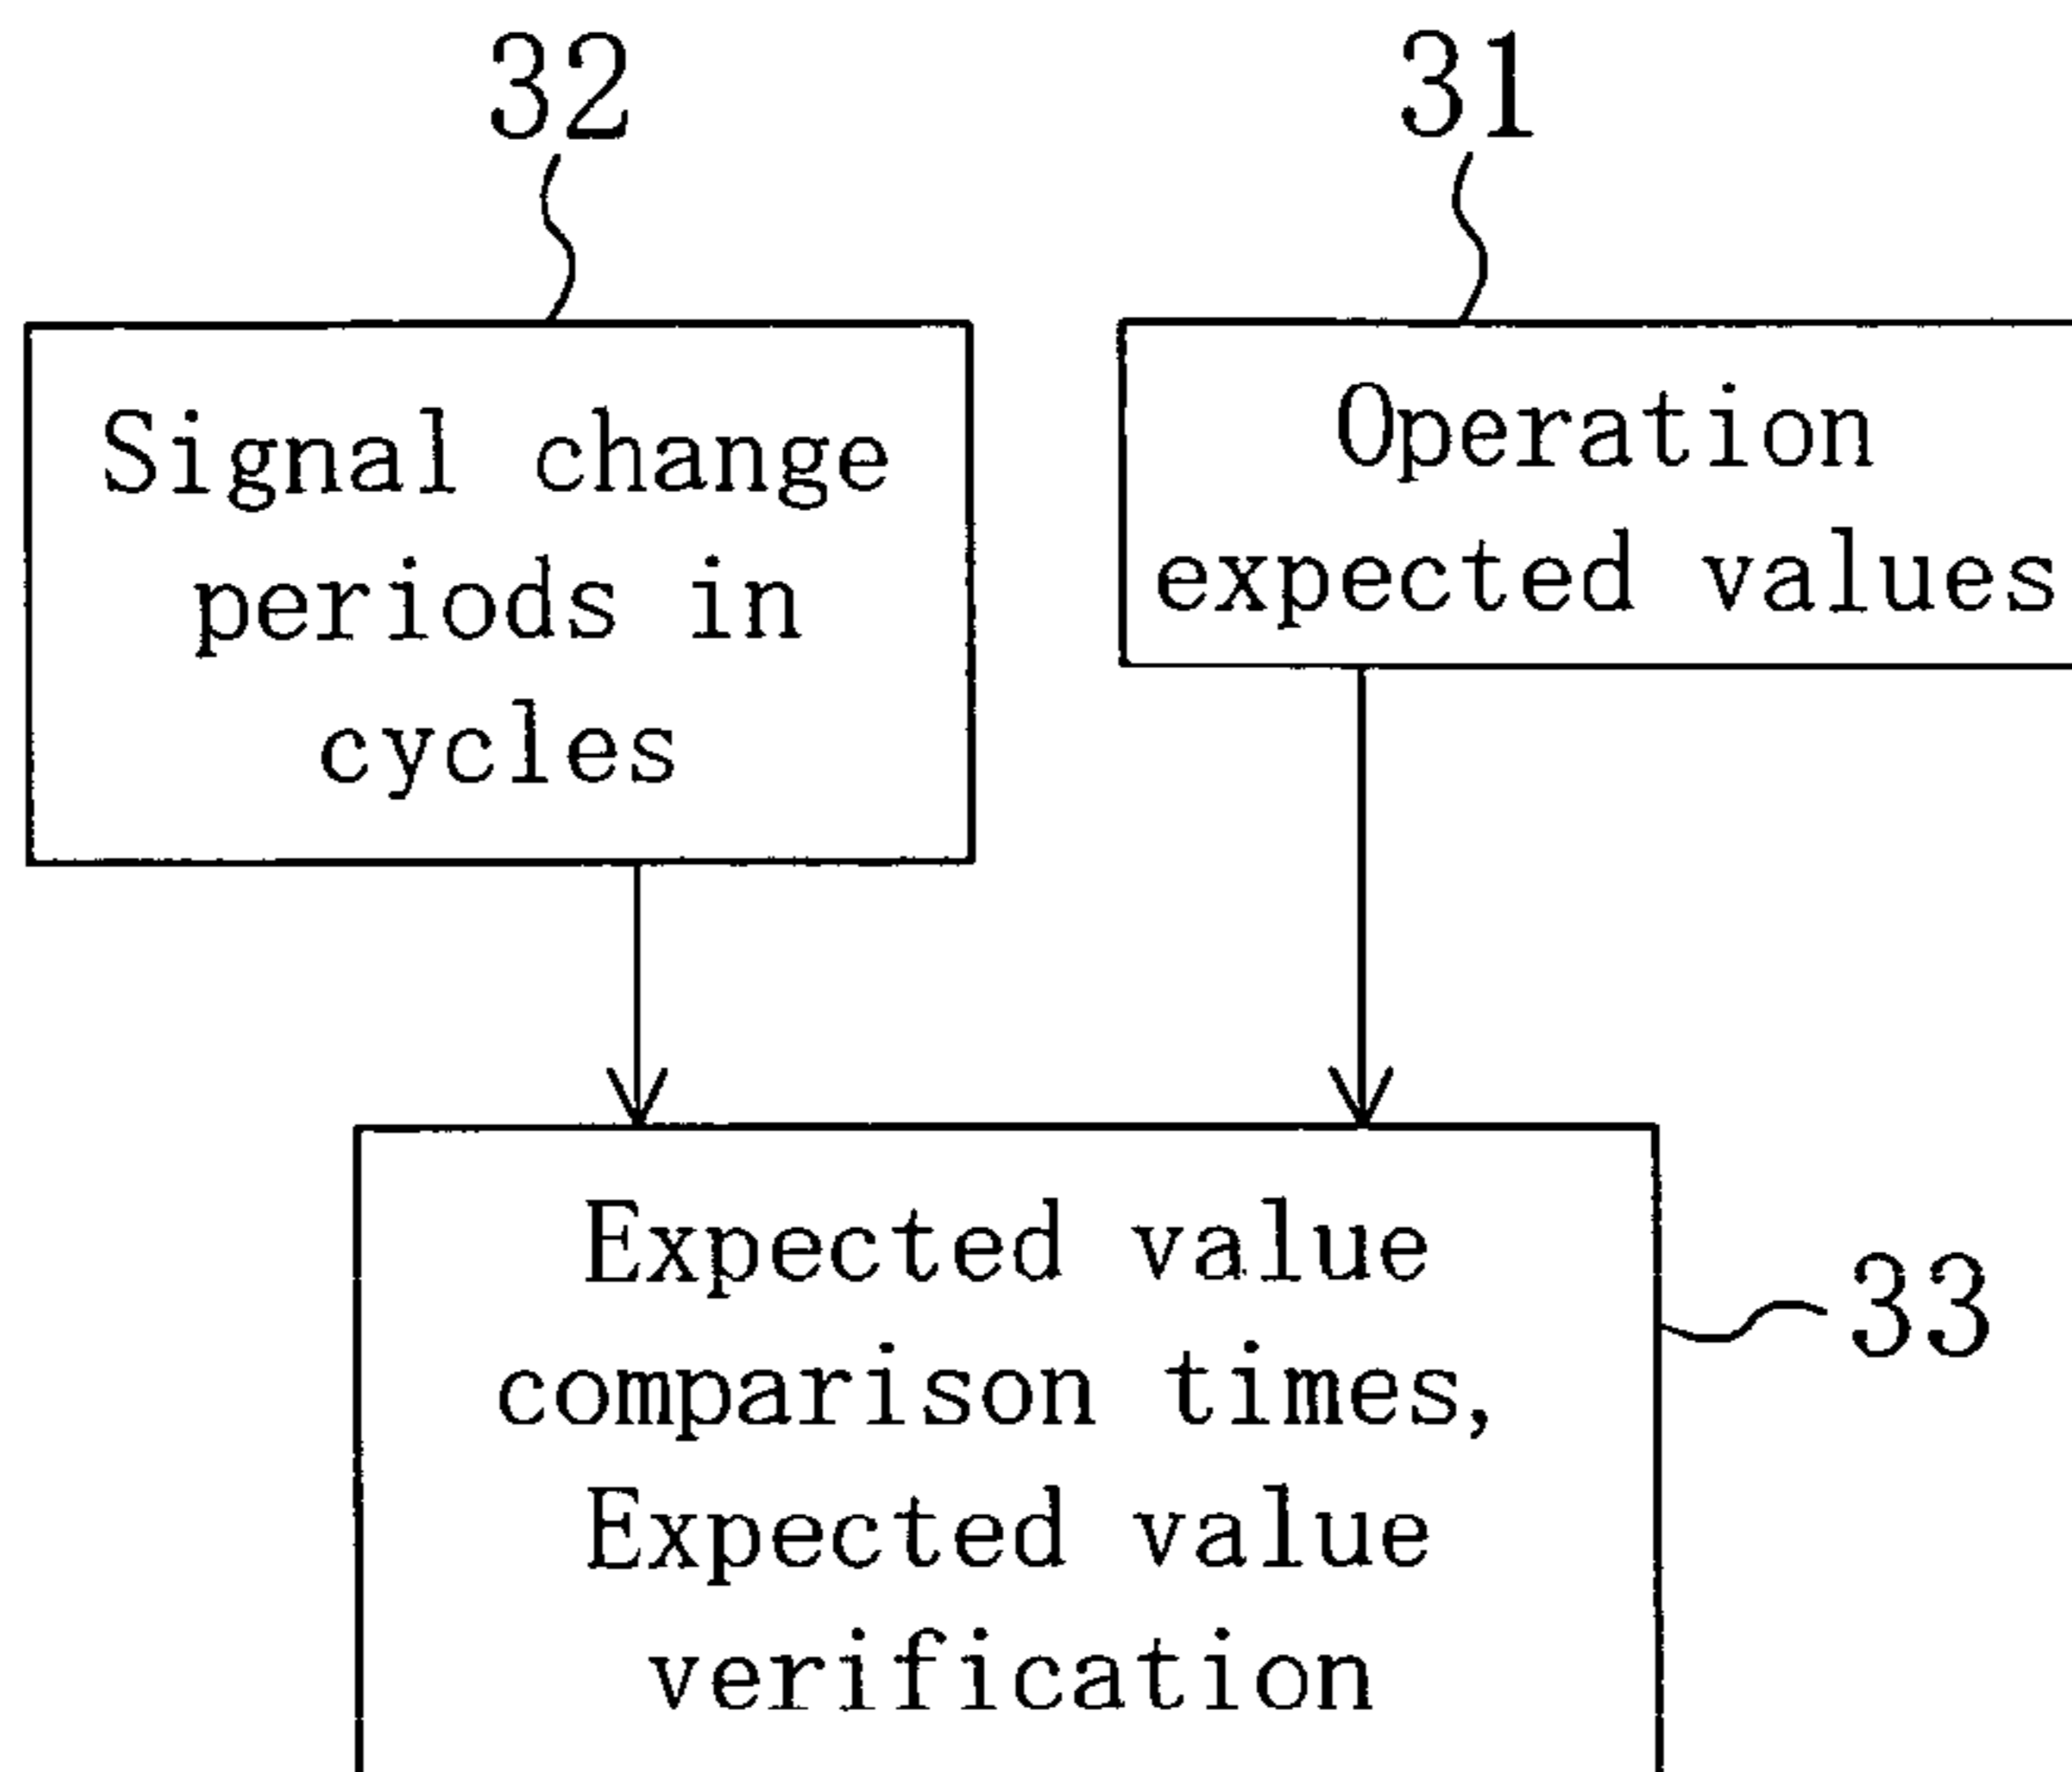 32
31
Signal change
periods in
cycles
Operation
expected values
Expected value
comparison times,
Expected value
verification
33